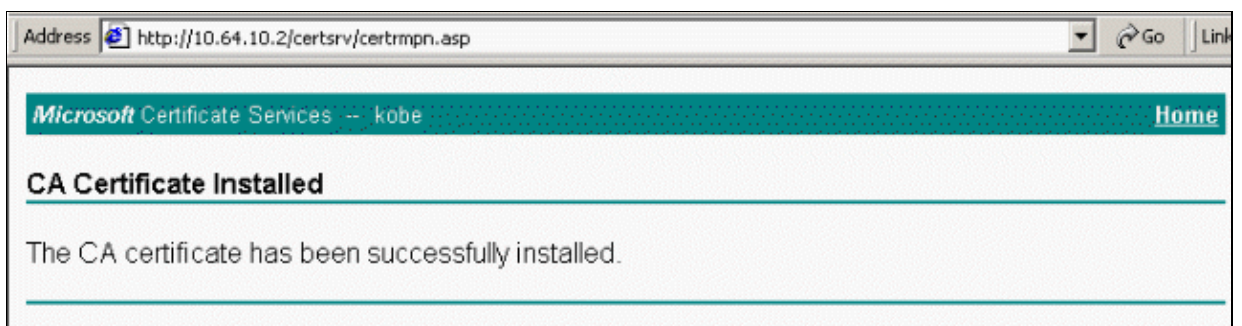 Address http://10.64.10.2/certsrv/certrmpn.asp Go Link
Microsoft Certificate Services -- kobe Home
CA Certificate Installed
The CA certificate has been successfully installed.